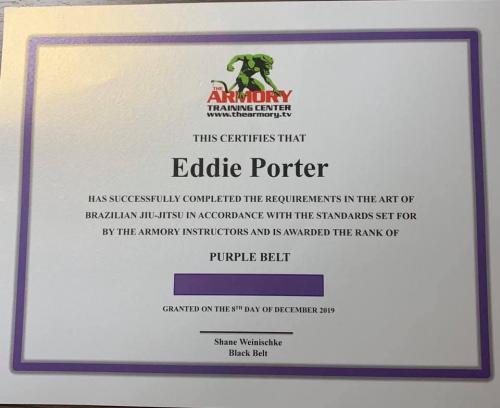 THE
ARMORY
TRAINING CENTER
www.thearmory.tv
THIS CERTIFIES THAT
Eddie Porter
HAS SUCCESSFULLY COMPLETED THE REQUIREMENTS IN THE ART OF
BRAZILIAN JIU-JITSU IN ACCORDANCE WITH THE STANDARDS SET FOR
BY THE ARMORY INSTRUCTORS AND IS AWARDED THE RANK OF
PURPLE BELT
GRANTED ON THE 8TH DAY OF DECEMBER 2019
Shane Weinischke
Black Belt